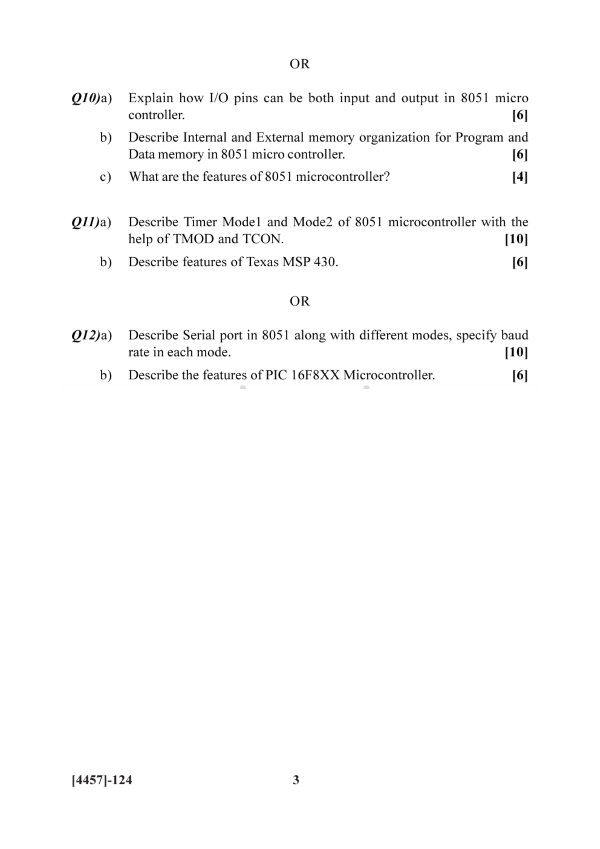 OR
Q10)a) Explain how I/O pins can be both input and output in 8051 micro
controller. [6]
b) Describe Internal and External memory organization for Program and
Data memory in 8051 micro controller. [6]
c) What are the features of 8051 microcontroller? [4]
Q11)a) Describe Timer Mode1 and Mode2 of 8051 microcontroller with the
help of TMOD and TCON. [10]
b) Describe features of Texas MSP 430. [6]
OR
Q12)a) Describe Serial port in 8051 along with different modes, specify baud
rate in each mode. [10]
b) Describe the features of PIC 16F8XX Microcontroller. [6]
[4457]-124 3